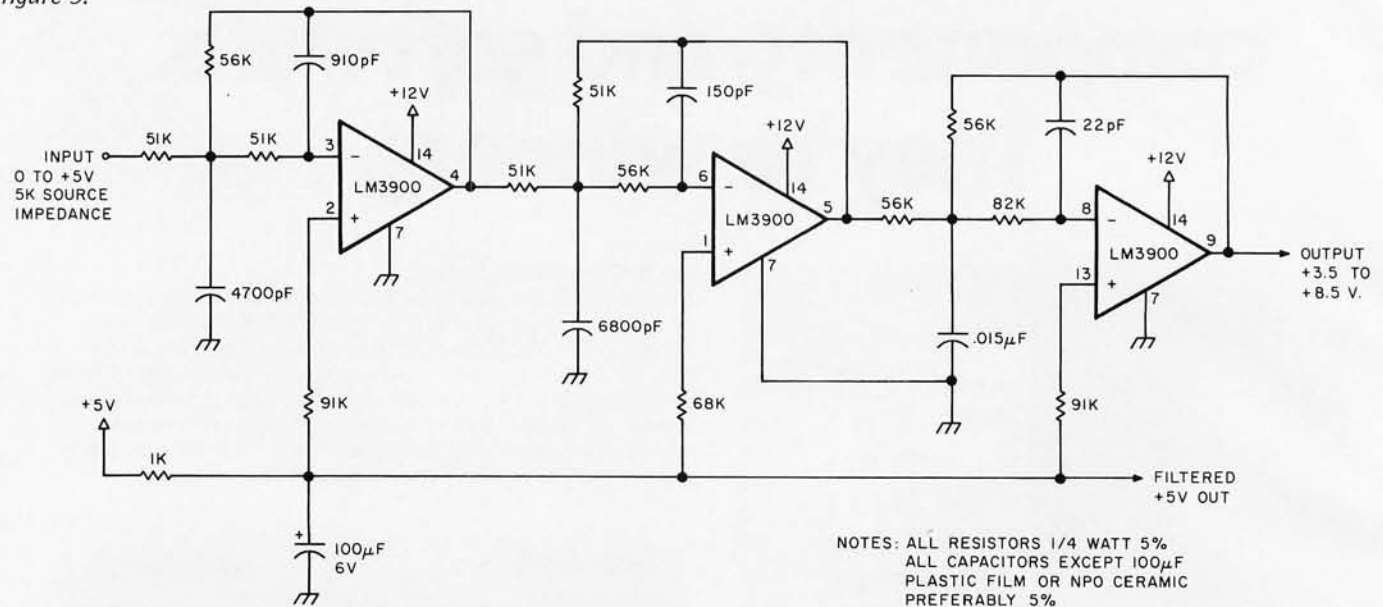 Figure 5.
56K
910pF
+12V
51K
150pF
+12V
56K
22pF
+12V
INPUT
0 TO +5V
5K SOURCE
IMPEDANCE
51K
51K
3
−
14
LM3900
4
2
+
7
51K
56K
6
−
14
LM3900
5
1
+
7
56K
82K
8
−
14
LM3900
9
13
+
7
OUTPUT
+3.5 TO
+8.5 V.
4700pF
6800pF
.015µF
91K
68K
91K
+5V
1K
FILTERED
+5V OUT
+
100µF
6V
NOTES: ALL RESISTORS 1/4 WATT 5%
ALL CAPACITORS EXCEPT 100µF
PLASTIC FILM OR NPO CERAMIC
PREFERABLY 5%